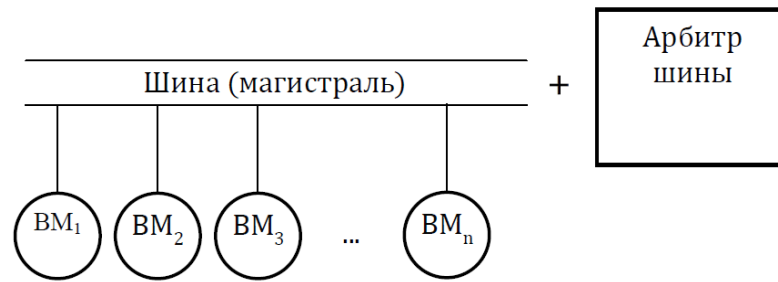 Арбитр
шины
Шина (магистраль)
+
ВМ₁
ВМ₂
ВМ₃
...
ВМₙ